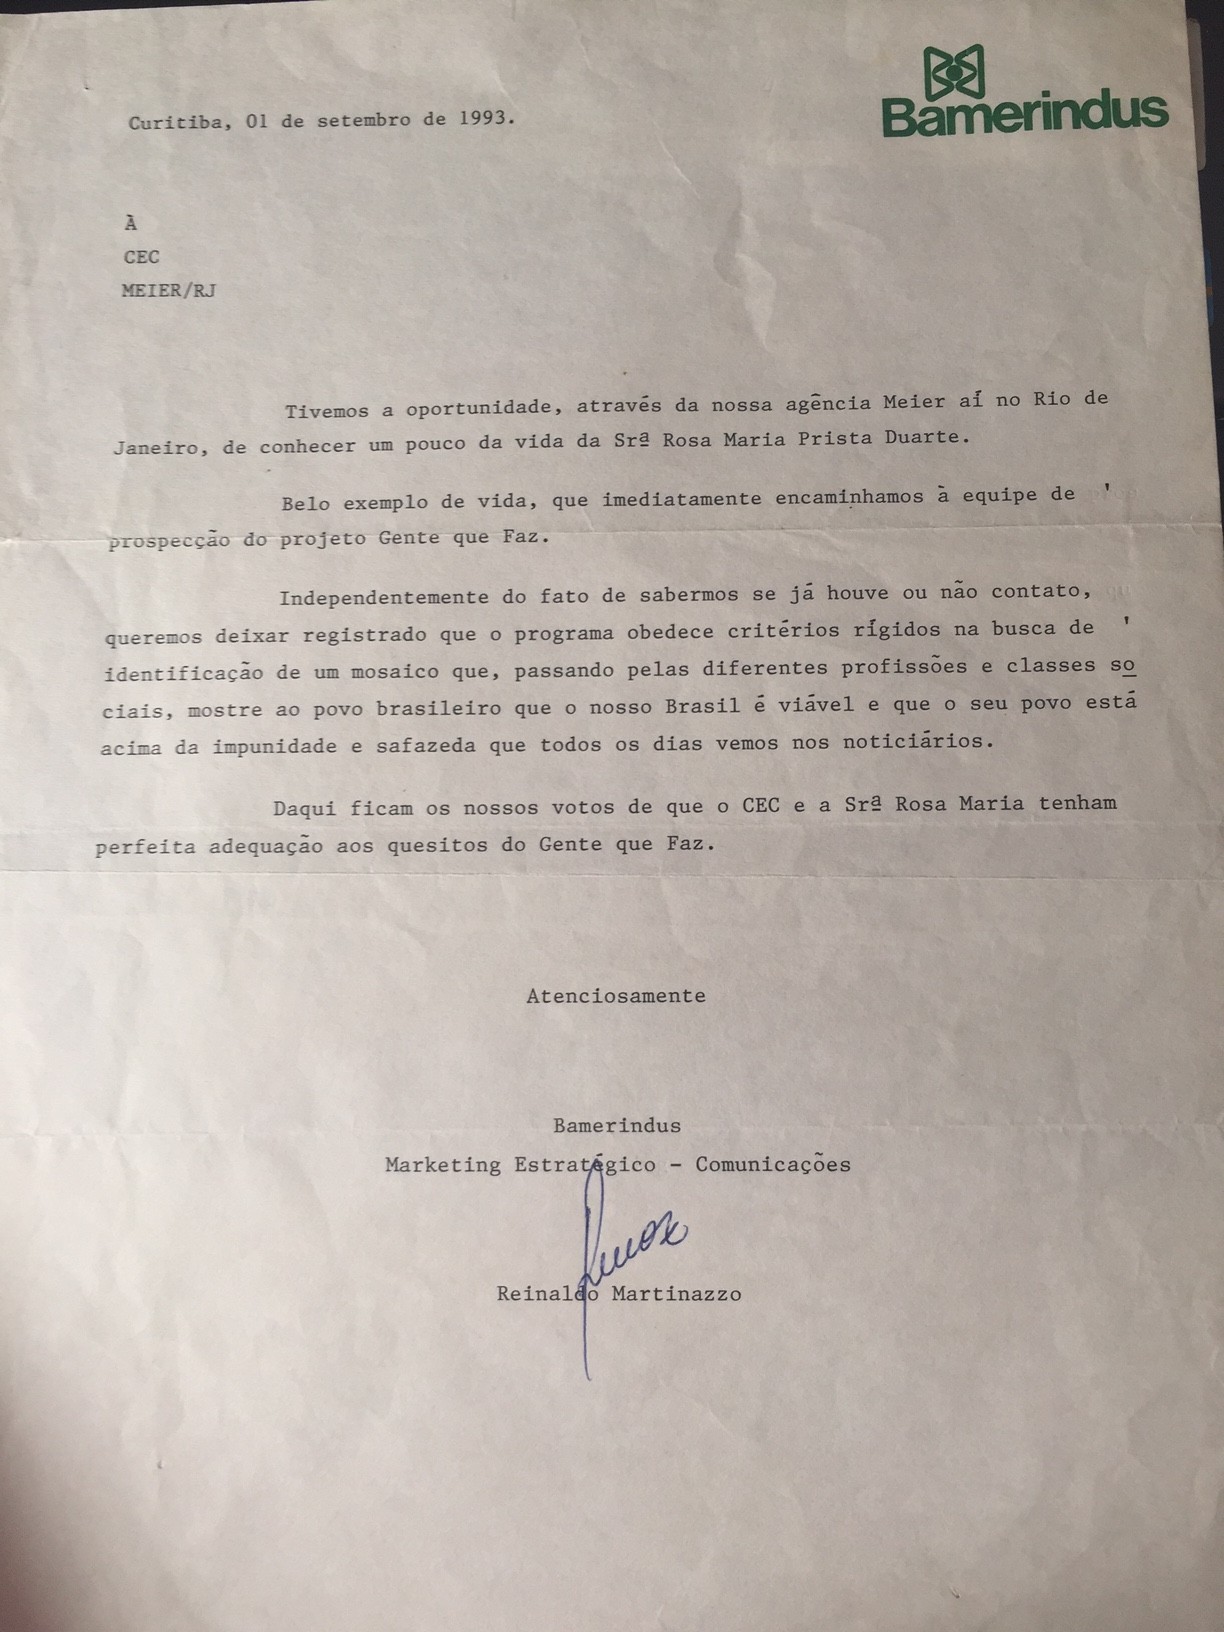 Bamerindus
Curitiba, 01 de setembro de 1993.
À
CEC
MEIER/RJ
Tivemos a oportunidade, através da nossa agência Meier aí no Rio de
Janeiro, de conhecer um pouco da vida da Srª Rosa Maria Prista Duarte.
Belo exemplo de vida, que imediatamente encaminhamos à equipe de '
prospecção do projeto Gente que Faz.
Independentemente do fato de sabermos se já houve ou não contato,
queremos deixar registrado que o programa obedece critérios rígidos na busca de '
identificação de um mosaico que, passando pelas diferentes profissões e classes so
ciais, mostre ao povo brasileiro que o nosso Brasil é viável e que o seu povo está
acima da impunidade e safazeda que todos os dias vemos nos noticiários.
Daqui ficam os nossos votos de que o CEC e a Srª Rosa Maria tenham
perfeita adequação aos quesitos do Gente que Faz.
Atenciosamente
Bamerindus
Marketing Estratégico - Comunicações
Reinaldo Martinazzo